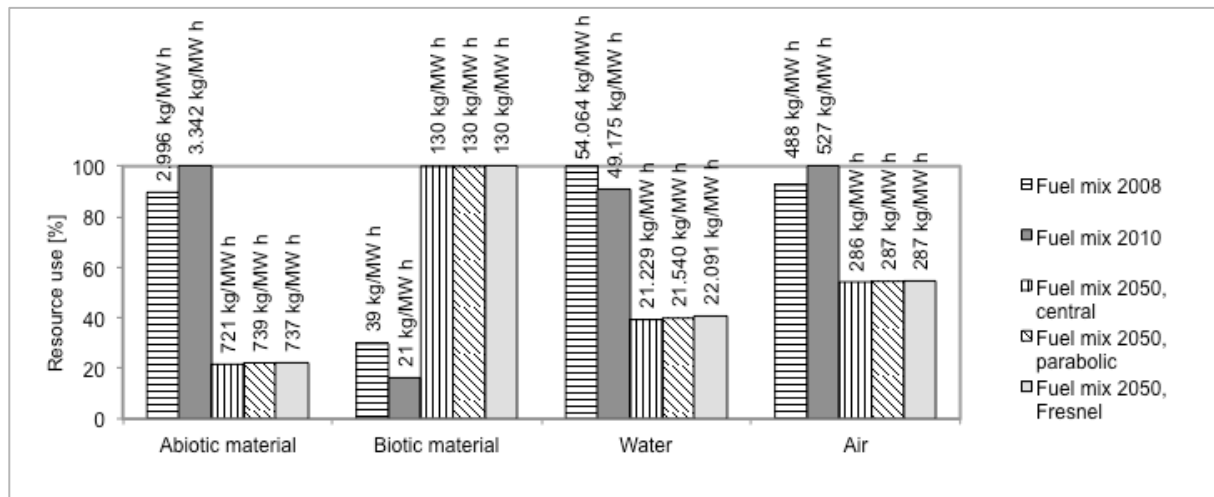 2.996 kg/MW h
3.342 kg/MW h
721 kg/MW h
739 kg/MW h
737 kg/MW h
39 kg/MW h
21 kg/MW h
130 kg/MW h
130 kg/MW h
130 kg/MW h
54.064 kg/MW h
49.175 kg/MW h
21.229 kg/MW h
21.540 kg/MW h
22.091 kg/MW h
488 kg/MW h
527 kg/MW h
286 kg/MW h
287 kg/MW h
287 kg/MW h
Resource use [%]
100
80
60
40
20
0
Abiotic material
Biotic material
Water
Air
Fuel mix 2008
Fuel mix 2010
Fuel mix 2050,
central
Fuel mix 2050,
parabolic
Fuel mix 2050,
Fresnel